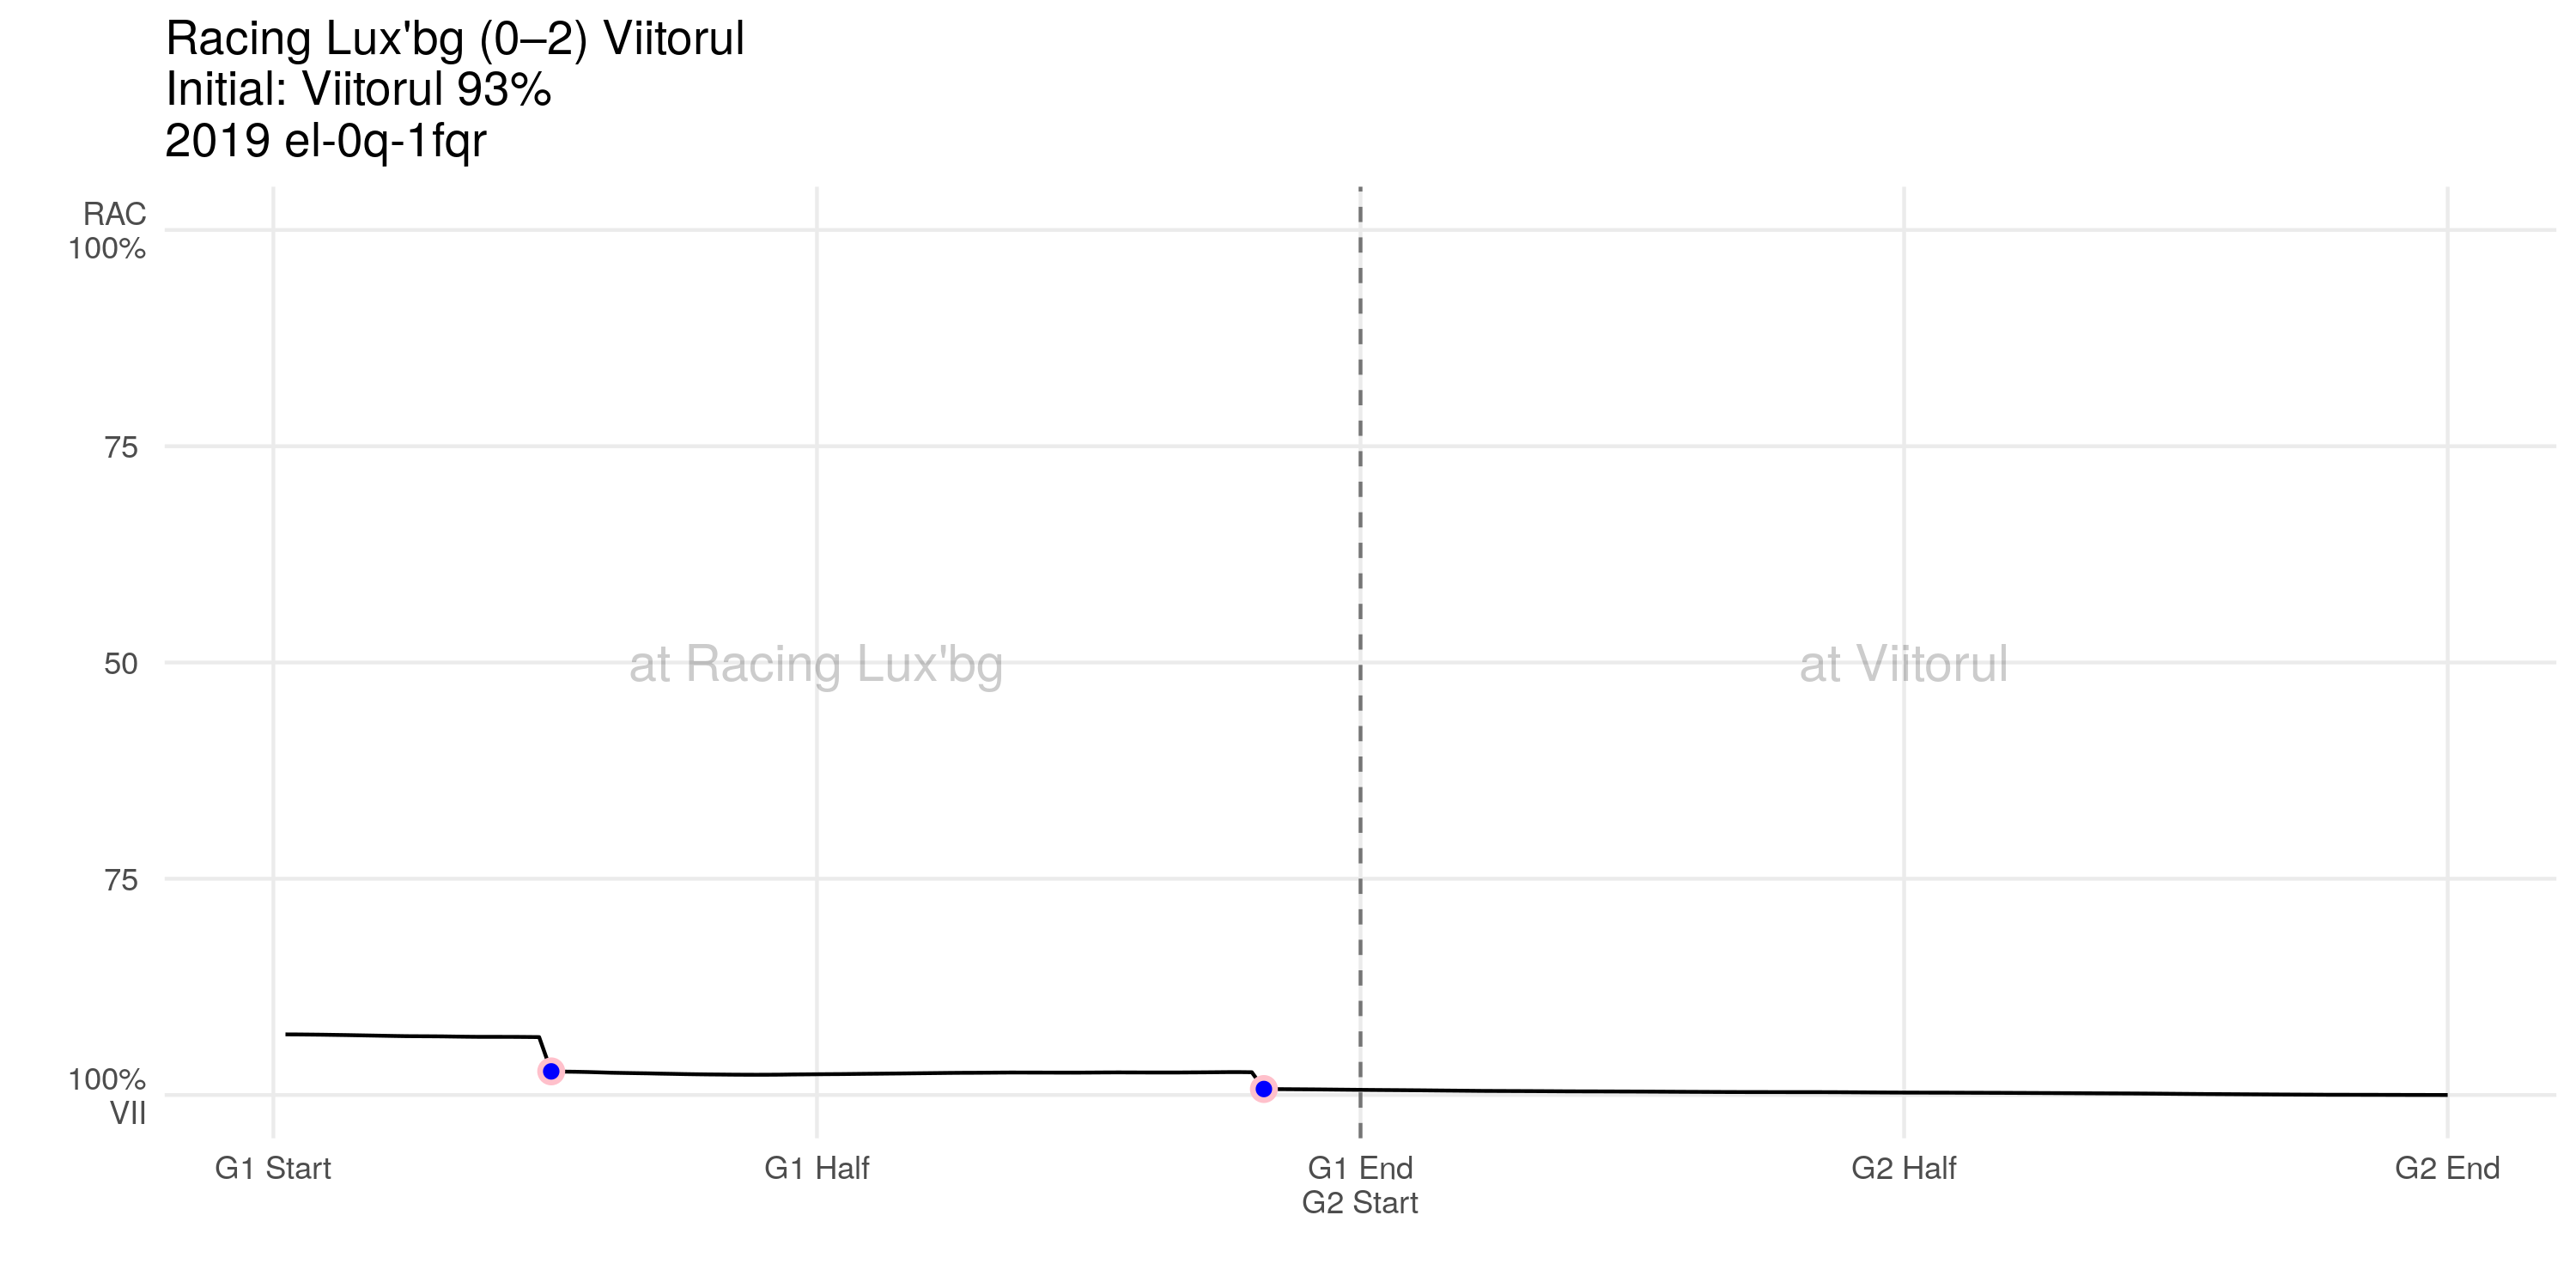 Racing Lux'bg (0–2) Viitorul
Initial: Viitorul 93%
2019 el-0q-1fqr
RAC
100%
75
50
75
100%
VII
at Racing Lux'bg
at Viitorul
G1 Start
G1 Half
G1 End
G2 Start
G2 Half
G2 End